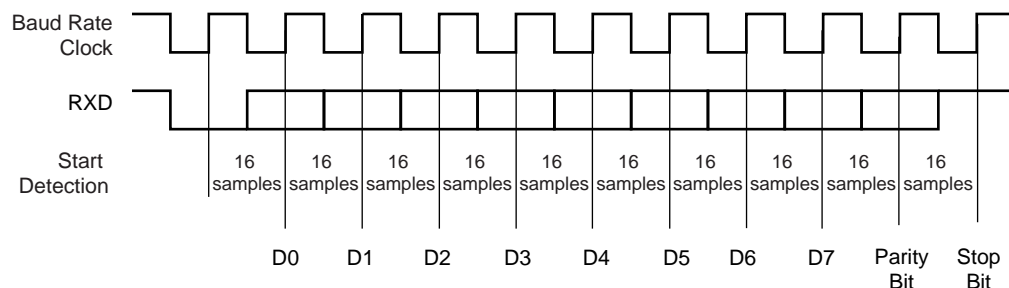 Baud Rate
Clock
RXD
Start
Detection
16 16 16 16 16 16 16 16 16 16
samples samples samples samples samples samples samples samples samples samples
D0 D1 D2 D3 D4 D5 D6 D7 Parity Stop
Bit Bit